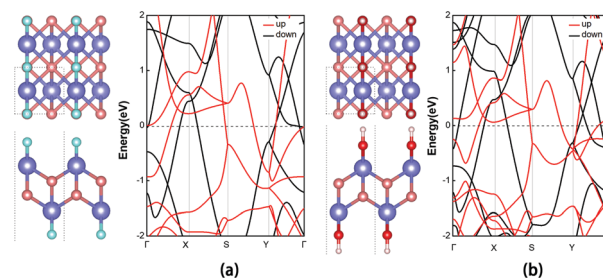 2
1
0
-1
-2
Energy(eV)
up
down
Γ X S Y Γ
(a)
2
1
0
-1
-2
Energy(eV)
up
down
Γ X S Y Γ
(b)